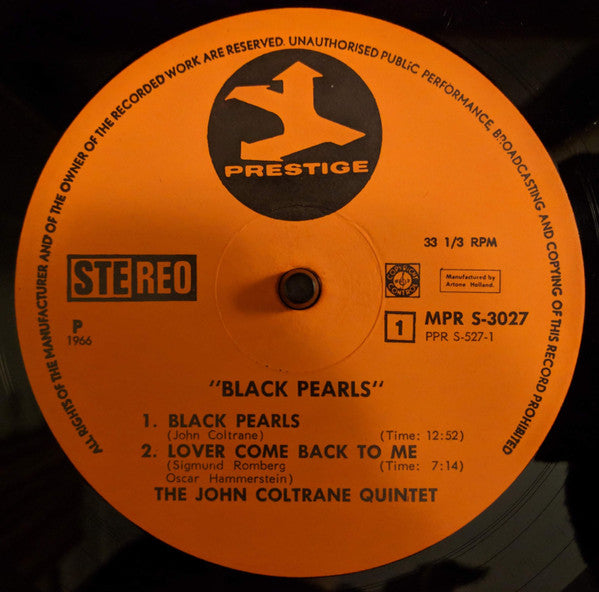 ALL RIGHTS OF THE MANUFACTURER AND OF THE OWNER OF THE RECORDED WORK ARE RESERVED. UNAUTHORISED PUBLIC PERFORMANCE, BROADCASTING AND COPYING OF THIS RECORD PROHIBITED
PRESTIGE
33 1/3 RPM
STEREO
Manufactured by
Artone Holland.
P
1966
1 MPR S-3027
PPR S-527-1
"BLACK PEARLS"
1. BLACK PEARLS
(John Coltrane) (Time: 12:52)
2. LOVER COME BACK TO ME
(Sigmund Romberg (Time: 7:14)
Oscar Hammerstein)
THE JOHN COLTRANE QUINTET